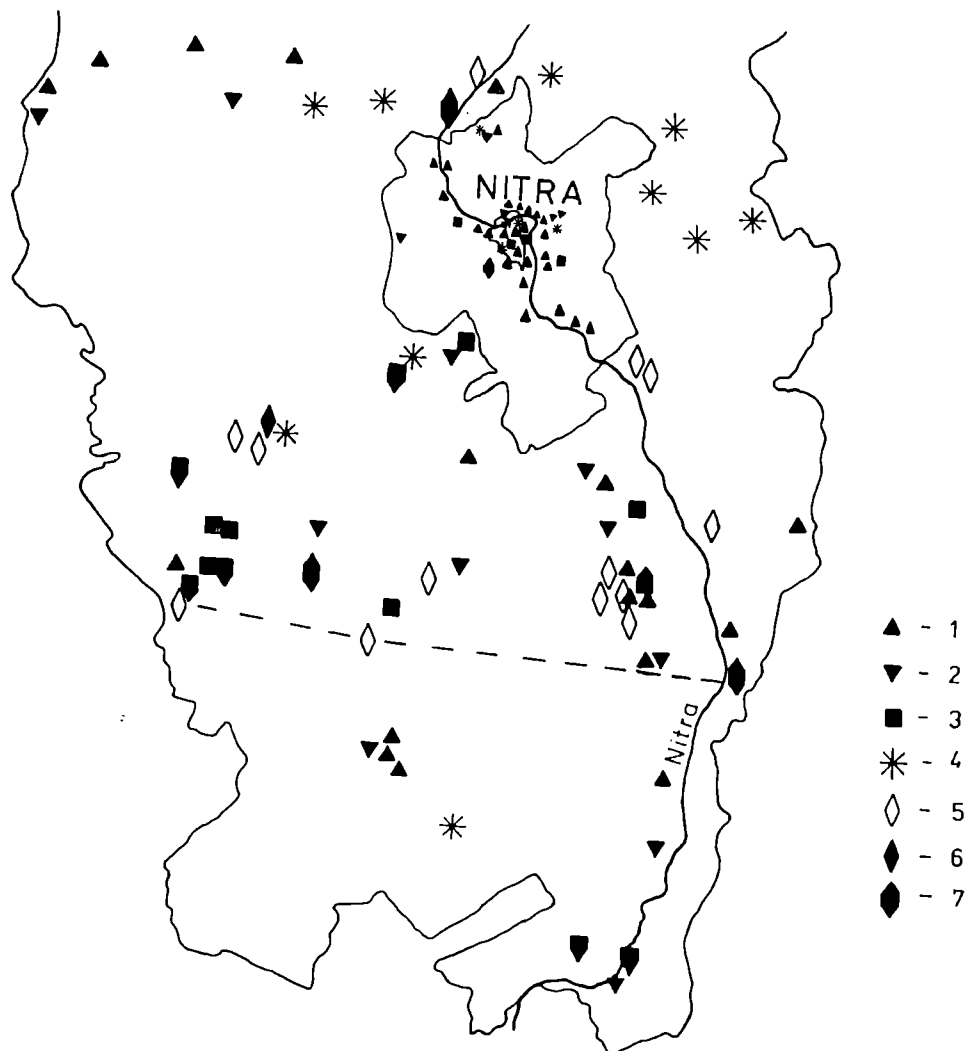 NITRA
Nitra
▲ - 1
▼ - 2
■ - 3
✳ - 4
◊ - 5
⧫ - 6
⬢ - 7